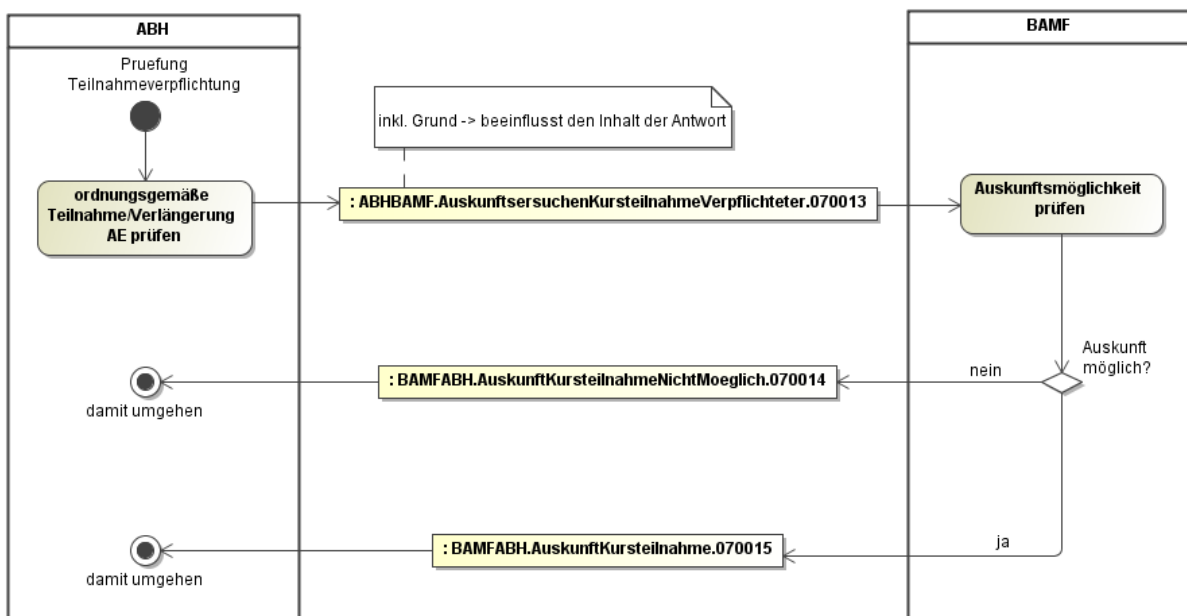 ABH
BAMF
Pruefung
Teilnahmeverpflichtung
inkl. Grund -> beeinflusst den Inhalt der Antwort
ordnungsgemäße
Teilnahme/Verlängerung
AE prüfen
: ABHBAMF.AuskunftsersuchenKursteilnahmeVerpflichteter.070013
Auskunftsmöglichkeit
prüfen
Auskunft
möglich?
nein
: BAMFABH.AuskunftKursteilnahmeNichtMoeglich.070014
damit umgehen
ja
: BAMFABH.AuskunftKursteilnahme.070015
damit umgehen